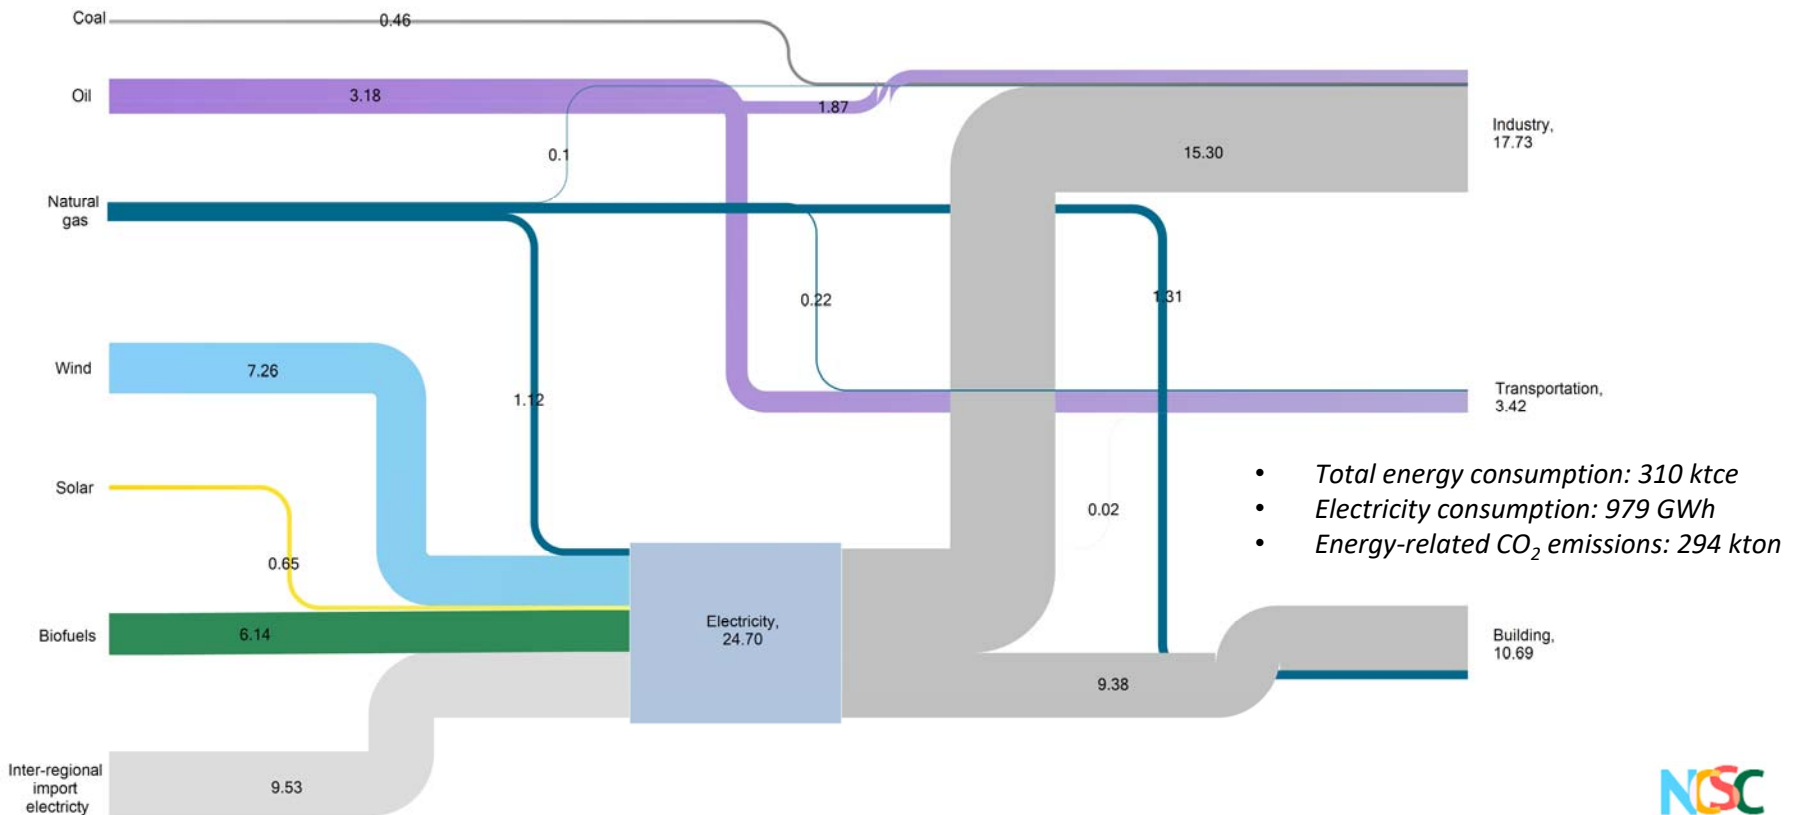 Coal
0.46
Oil
3.18
1.87
0.1
Industry,
17.73
15.30
Natural
gas
0.22
1.31
Wind
7.26
1.12
Transportation,
3.42
Solar
0.65
0.02
• Total energy consumption: 310 ktce
• Electricity consumption: 979 GWh
• Energy-related CO2 emissions: 294 kton
Biofuels
6.14
Electricity,
24.70
Building,
10.69
9.38
Inter-regional
import
electricty
9.53
NCSC